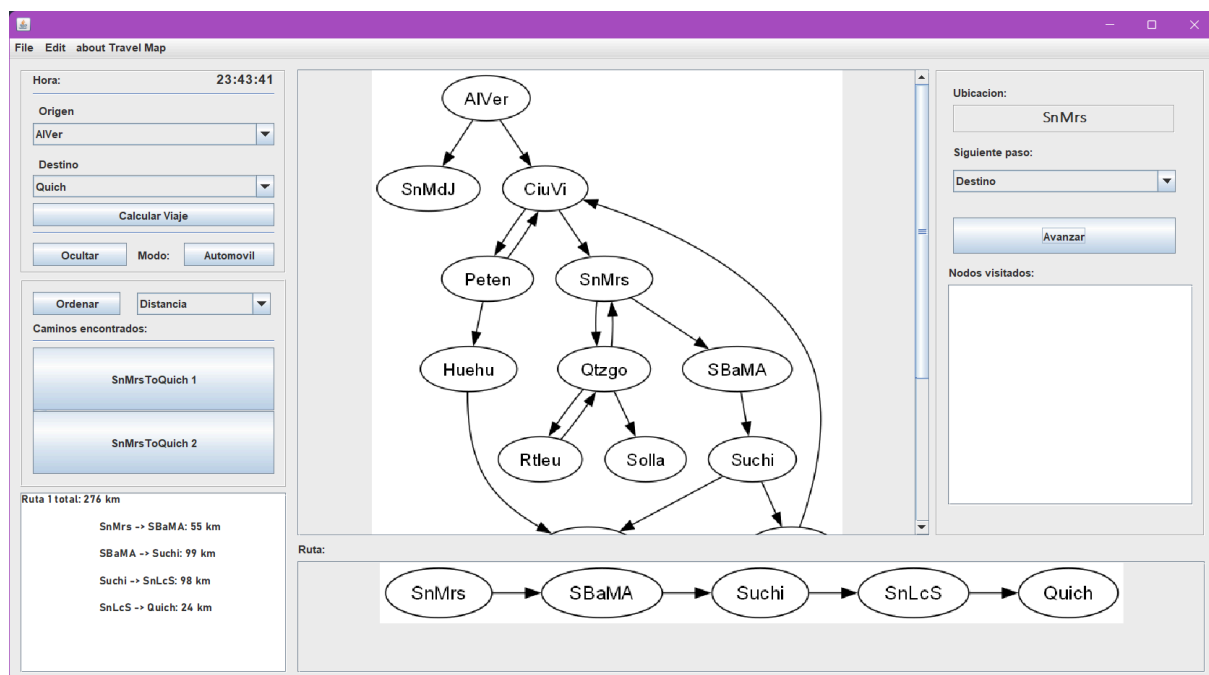 File Edit about Travel Map
Hora: 23:43:41
Origen
AlVer
Destino
Quich
Calcular Viaje
Ocultar Modo: Automovil
Ordenar Distancia
Caminos encontrados:
SnMrsToQuich 1
SnMrsToQuich 2
Ruta 1 total: 276 km
SnMrs -> SBaMA: 55 km
SBaMA -> Suchi: 99 km
Suchi -> SnLcS: 98 km
SnLcS -> Quich: 24 km
AlVer
SnMdJ CiuVi
Peten SnMrs
Huehu Qtzgo SBaMA
Rtleu Solla Suchi
Ruta:
SnMrs SBaMA Suchi SnLcS Quich
Ubicacion:
SnMrs
Siguiente paso:
Destino
Avanzar
Nodos visitados: